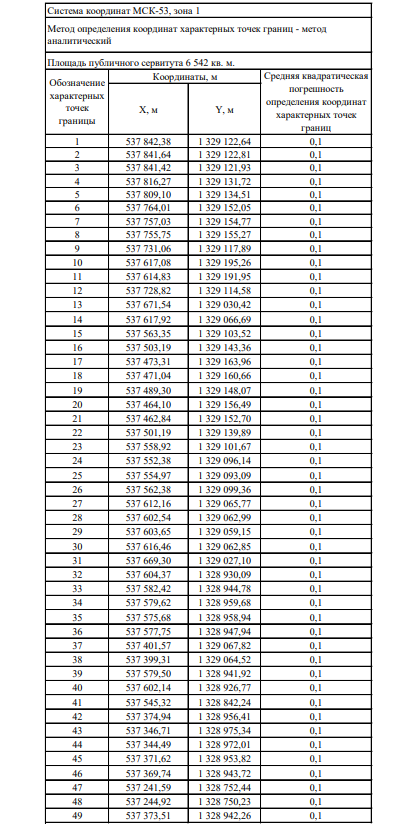 Система координат МСК-53, зона 1
Метод определения координат характерных точек границ - метод
аналитический
Площадь публичного сервитута 6 542 кв. м.
Обозначение характерных точек границы Координаты, м Средняя квадратическая погрешность определения координат характерных точек границ
X, м Y, м
1 537 842,38 1 329 122,64 0,1
2 537 841,64 1 329 122,81 0,1
3 537 841,42 1 329 121,93 0,1
4 537 816,27 1 329 131,72 0,1
5 537 809,10 1 329 134,51 0,1
6 537 764,01 1 329 152,05 0,1
7 537 757,03 1 329 154,77 0,1
8 537 755,75 1 329 155,27 0,1
9 537 731,06 1 329 117,89 0,1
10 537 617,08 1 329 195,26 0,1
11 537 614,83 1 329 191,95 0,1
12 537 728,82 1 329 114,58 0,1
13 537 671,54 1 329 030,42 0,1
14 537 617,92 1 329 066,69 0,1
15 537 563,35 1 329 103,52 0,1
16 537 503,19 1 329 143,36 0,1
17 537 473,31 1 329 163,96 0,1
18 537 471,04 1 329 160,66 0,1
19 537 489,30 1 329 148,07 0,1
20 537 464,10 1 329 156,49 0,1
21 537 462,84 1 329 152,70 0,1
22 537 501,19 1 329 139,89 0,1
23 537 558,92 1 329 101,67 0,1
24 537 552,38 1 329 096,14 0,1
25 537 554,97 1 329 093,09 0,1
26 537 562,38 1 329 099,36 0,1
27 537 612,16 1 329 065,77 0,1
28 537 602,54 1 329 062,99 0,1
29 537 603,65 1 329 059,15 0,1
30 537 616,46 1 329 062,85 0,1
31 537 669,30 1 329 027,10 0,1
32 537 604,37 1 328 930,09 0,1
33 537 582,42 1 328 944,78 0,1
34 537 579,62 1 328 959,68 0,1
35 537 575,68 1 328 958,94 0,1
36 537 577,75 1 328 947,94 0,1
37 537 401,57 1 329 067,82 0,1
38 537 399,31 1 329 064,52 0,1
39 537 579,50 1 328 941,92 0,1
40 537 602,14 1 328 926,77 0,1
41 537 545,32 1 328 842,24 0,1
42 537 374,94 1 328 956,41 0,1
43 537 346,71 1 328 975,34 0,1
44 537 344,49 1 328 972,01 0,1
45 537 371,62 1 328 953,82 0,1
46 537 369,74 1 328 943,72 0,1
47 537 241,59 1 328 752,44 0,1
48 537 244,92 1 328 750,23 0,1
49 537 373,51 1 328 942,26 0,1